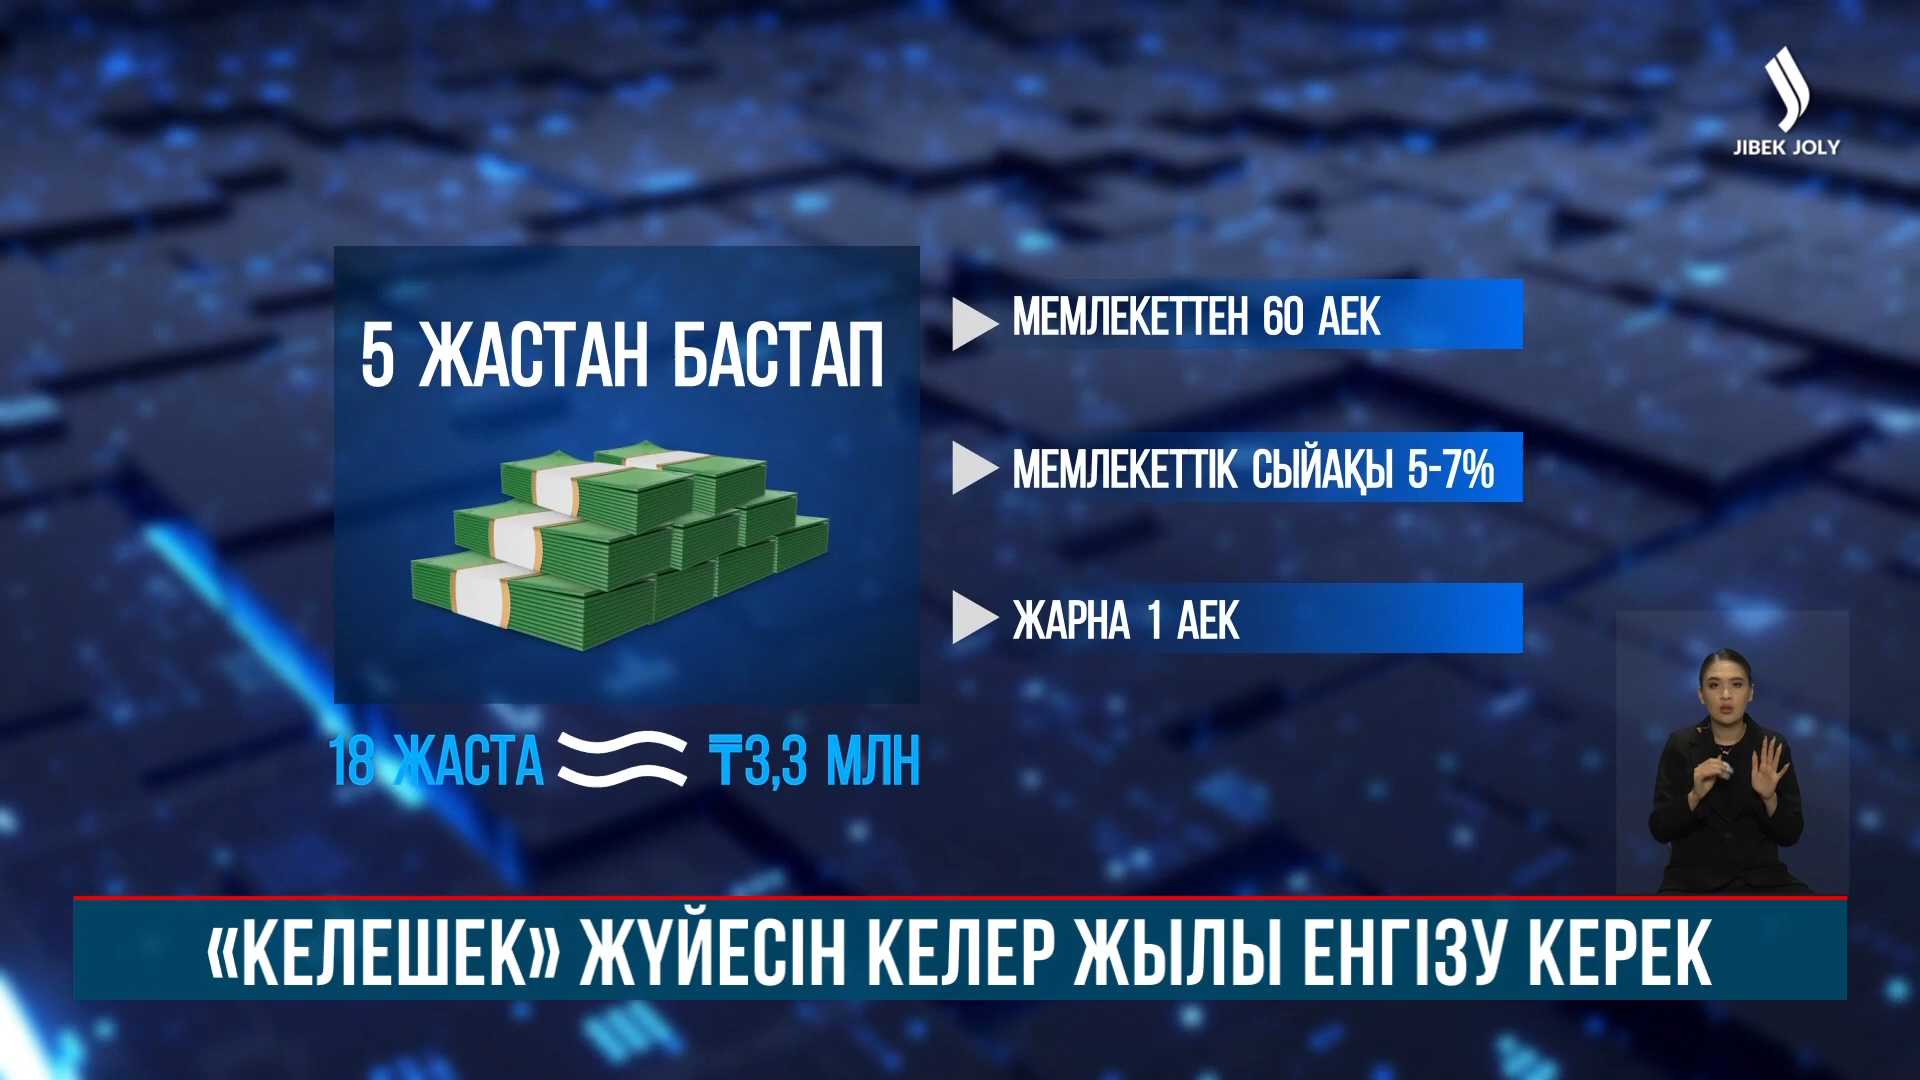 JIBEK JOLY
5 ЖАСТАН БАСТАП
МЕМЛЕКЕТТЕН 60 АЕК
МЕМЛЕКЕТТІК СЫЙАҚЫ 5-7%
ЖАРНА 1 АЕК
18 ЖАСТА ≈ ₸3,3 МЛН
«КЕЛЕШЕК» ЖҮЙЕСІН КЕЛЕР ЖЫЛЫ ЕНГІЗУ КЕРЕК